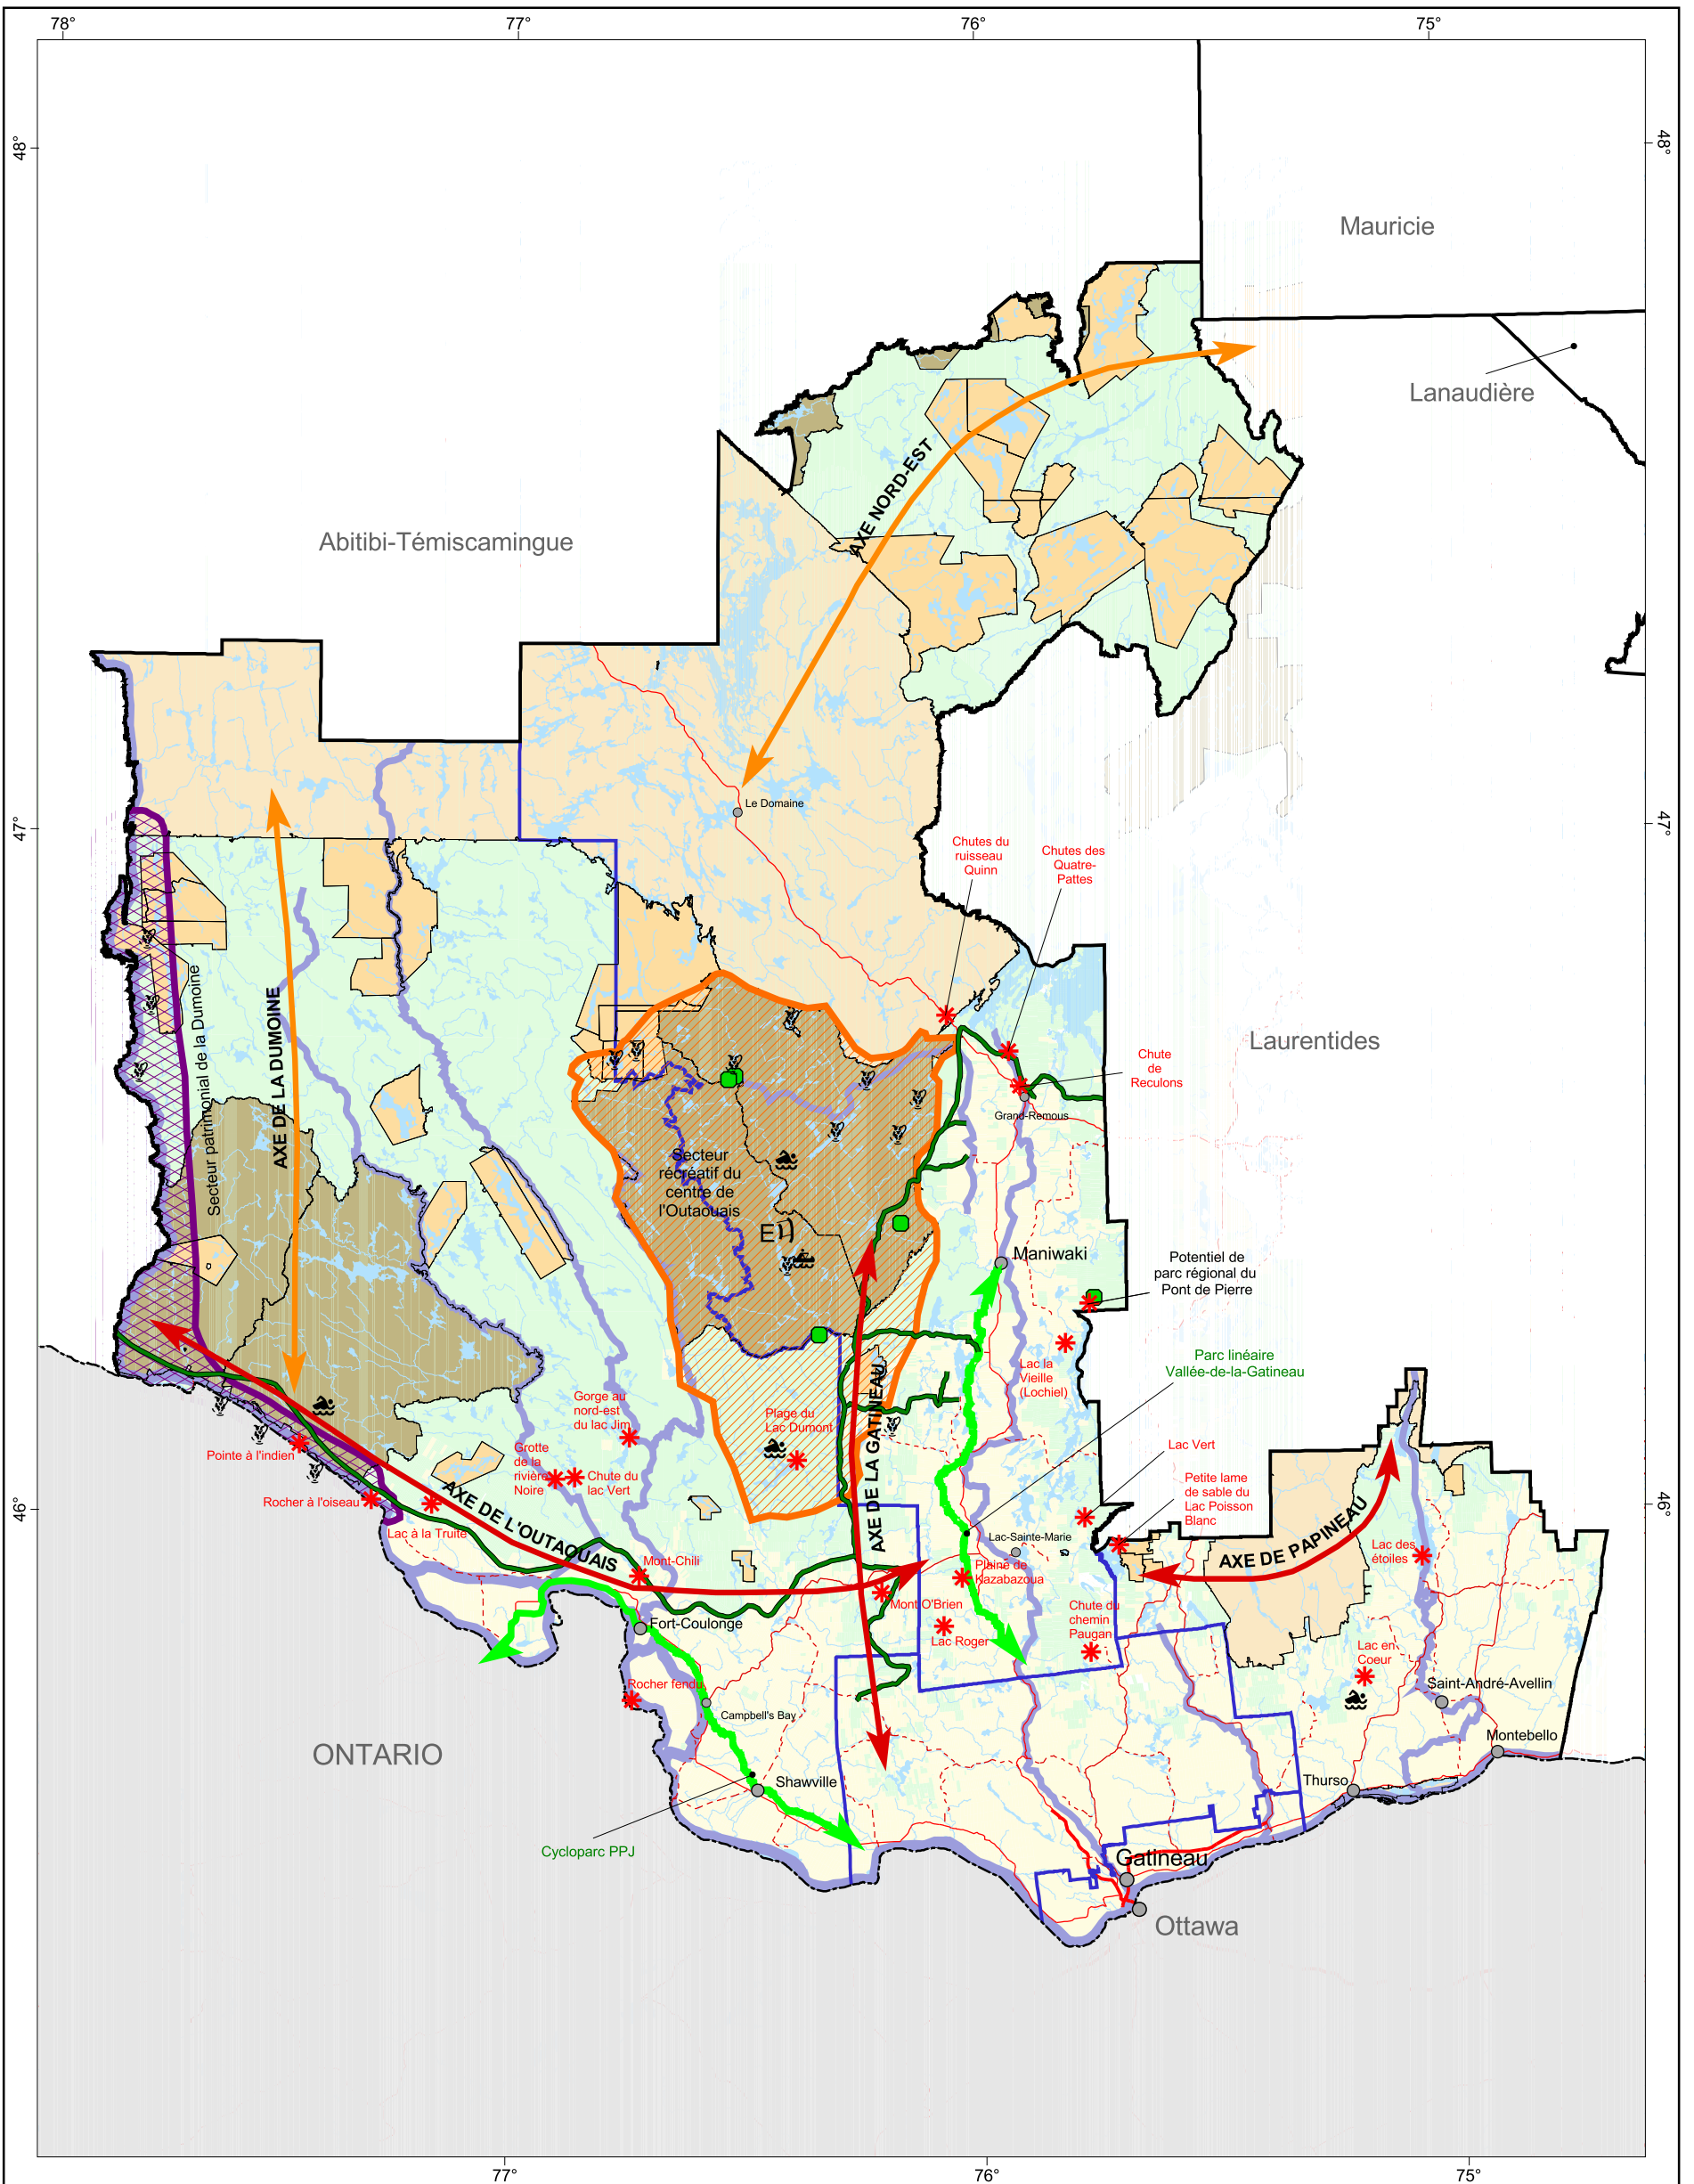 78°
77°
76°
75°
48°
48°
Mauricie
Lanaudière
Abitibi-Témiscamingue
AXE NORD-EST
Le Domaine
47°
47°
Chutes du
ruisseau
Quinn
Chutes des
Quatre-
Pattes
Laurentides
Chute
de
Reculons
Grand-Remous
Secteur patrimonial de la Dumoine
AXE DE LA DUMOINE
Secteur
récréatif du
centre de
l'Outaouais
E
Maniwaki
Potentiel de
parc régional du
Pont de Pierre
Parc linéaire
Vallée-de-la-Gatineau
Lac la
Vieille
(Lochiel)
Gorge au
nord-est
du lac Jim
Plage du
Lac Dumont
AXE DE LA GATINEAU
Pointe à l'indien
Grotte
de la
rivière
Noire
Chute du
lac Vert
Lac Vert
Petite lame
de sable du
Lac Poisson
Blanc
Rocher à l'oiseau
Lac à la Truite
AXE DE L'OUTAOUAIS
46°
46°
Lac-Sainte-Marie
AXE DE PAPINEAU
Lac des
étoiles
Mont-Chili
Plaine de
Kazabazoua
Mont O'Brien
Chute du
chemin
Paugan
Fort-Coulonge
Lac Roger
Lac en
Coeur
Rocher fendu
Saint-André-Avellin
Campbell's Bay
Montebello
ONTARIO
Shawville
Thurso
Cycloparc PPJ
Gatineau
Ottawa
77°
76°
75°